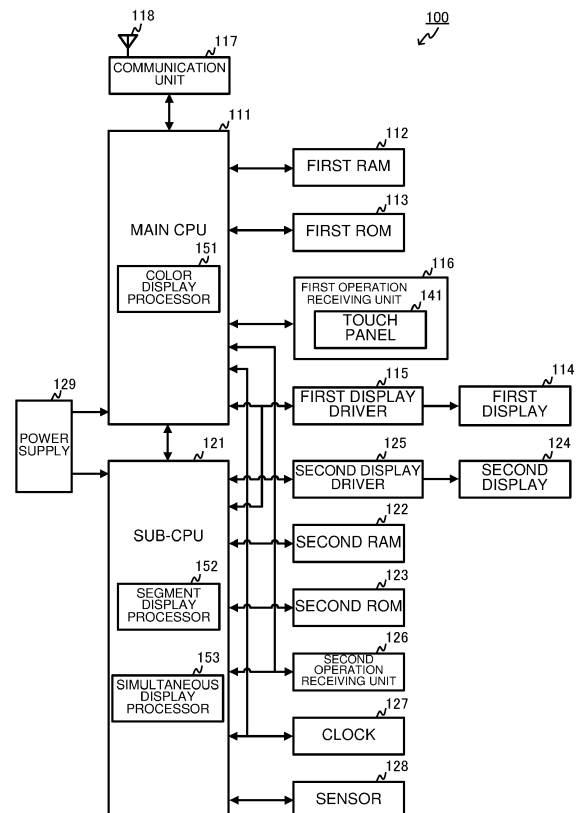 118
100
117
COMMUNICATION
UNIT
111
112
FIRST RAM
113
FIRST ROM
MAIN CPU
151
COLOR
DISPLAY
PROCESSOR
116
FIRST OPERATION
RECEIVING UNIT
141
TOUCH
PANEL
129
POWER
SUPPLY
115
FIRST DISPLAY
DRIVER
114
FIRST
DISPLAY
121
125
SECOND DISPLAY
DRIVER
124
SECOND
DISPLAY
SUB-CPU
122
SECOND RAM
152
SEGMENT
DISPLAY
PROCESSOR
123
SECOND ROM
126
SECOND
OPERATION
RECEIVING UNIT
153
SIMULTANEOUS
DISPLAY
PROCESSOR
127
CLOCK
128
SENSOR